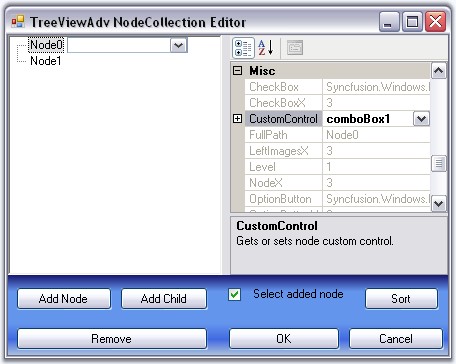 TreeViewAdv NodeCollection Editor
Node0
Node1
Misc
CheckBox Syncfusion.Windows.
CheckBoxX 3
CustomControl comboBox1
FullPath Node0
LeftImagesX 3
Level 1
NodeX 3
OptionButton Syncfusion.Windows.
CustomControl
Gets or sets node custom control.
Add Node Add Child Select added node Sort
Remove OK Cancel